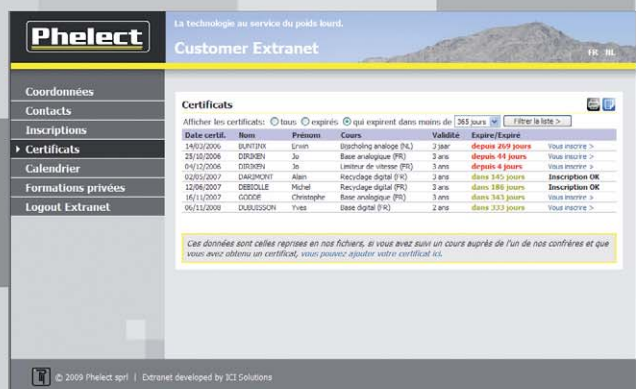 Phelect
La technologie au service du poids lourd.
Customer Extranet
FR NL
Coordonnées
Contacts
Inscriptions
Certificats
Calendrier
Formations privées
Logout Extranet
Certificats
Afficher les certificats: tous expirés qui expirent dans moins de 365 jours Filtrer la liste >
Date certif. Nom Prénom Cours Validité Expire/Expiré
14/03/2006 BUNTINX Erwin Bijscholing analoge (NL) 3 jaar depuis 269 jours Vous inscrire >
25/10/2006 DIRIKEN Jo Base analogique (FR) 3 ans depuis 44 jours Vous inscrire >
04/12/2006 DIRIKEN Jo Limiteur de vitesse (FR) 3 ans depuis 4 jours Vous inscrire >
02/05/2007 DARIMONT Alain Recyclage digital (FR) 3 ans dans 145 jours Inscription OK
12/06/2007 DEBIOLLE Michel Recyclage digital (FR) 3 ans dans 186 jours Inscription OK
16/11/2007 GODDE Christophe Base analogique (FR) 3 ans dans 343 jours Vous inscrire >
06/11/2008 DUBUISSON Yves Base digital (FR) 2 ans dans 333 jours Vous inscrire >
Ces données sont celles reprises en nos fichiers, si vous avez suivi un cours auprès de l'un de nos confrères et que
vous avez obtenu un certificat, vous pouvez ajouter votre certificat ici.
© 2009 Phelect sprl | Extranet developed by ICI Solutions